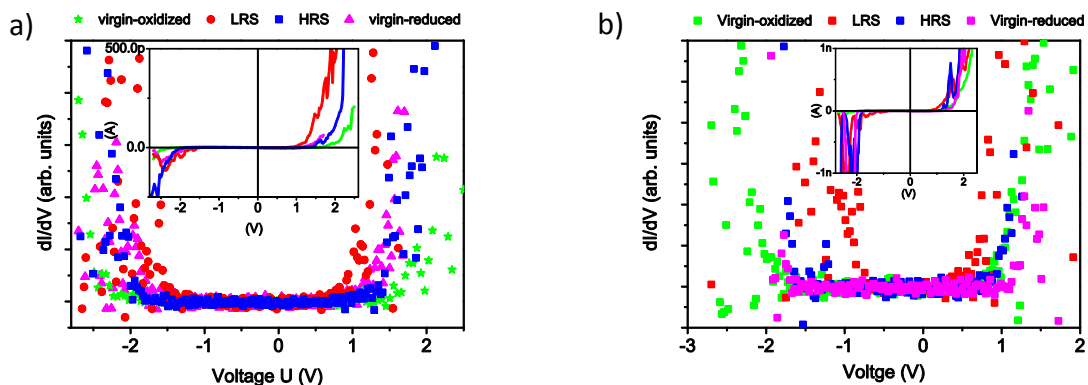 a)
virgin-oxidized LRS HRS virgin-reduced
dI/dV (arb. units)
500.0p
0.0
(A)
-2 -1 0 1 2
(V)
-2 -1 0 1 2
Voltage U (V)
b)
Virgin-oxidized LRS HRS Virgin-reduced
dI/dV (arb. units)
1n
0
-1n
(A)
-2 0 2
(V)
-3 -2 -1 0 1 2
Voltge (V)